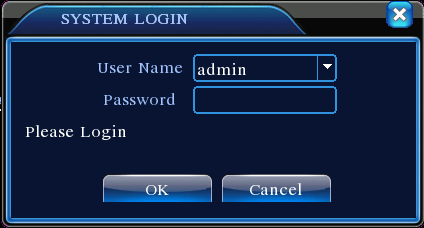 SYSTEM LOGIN
User Name admin
Password
Please Login
OK Cancel